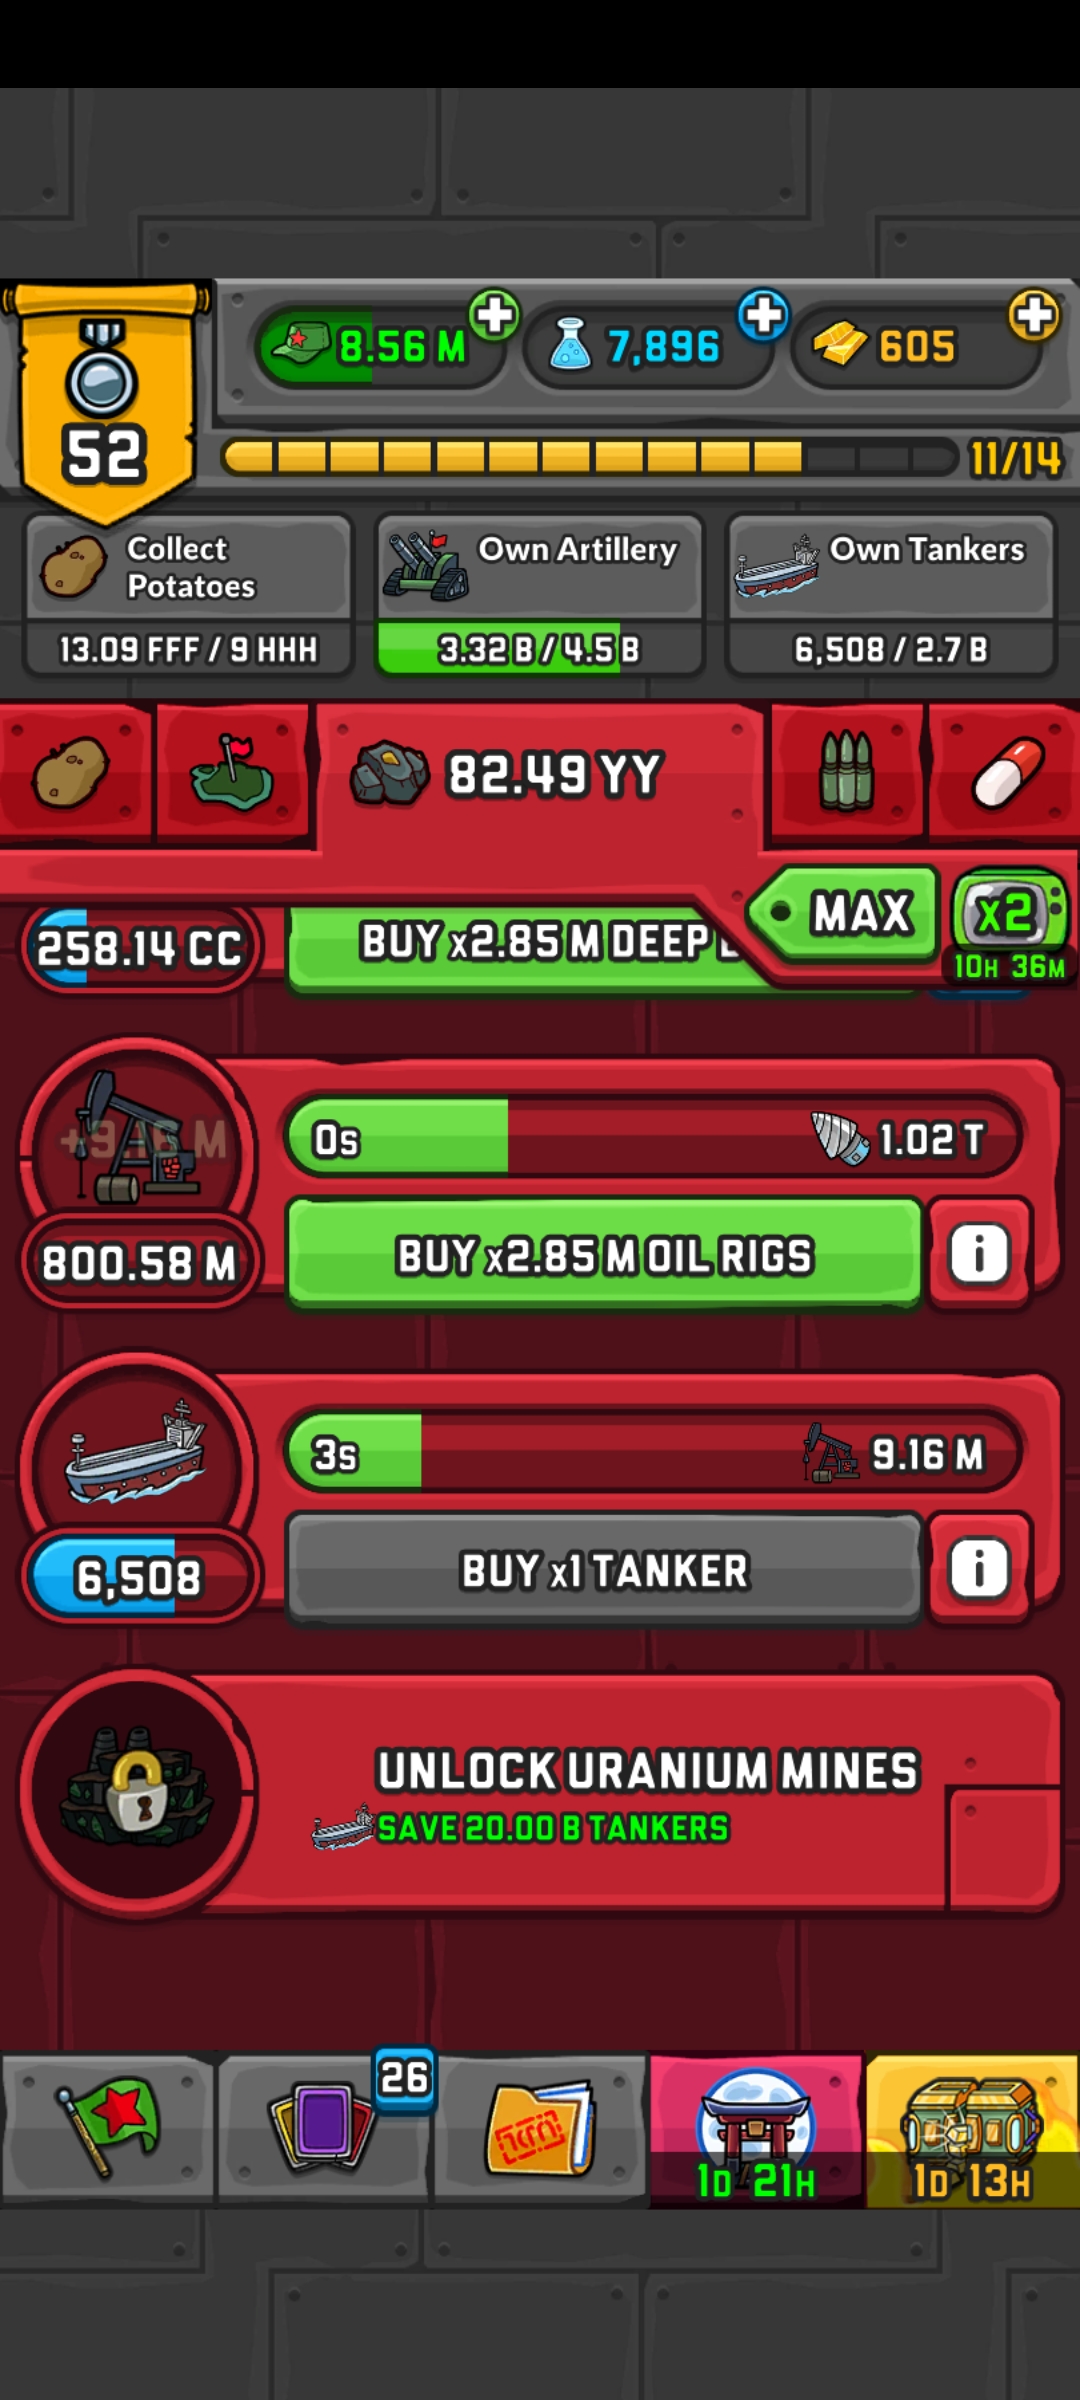 8.56 M
7,896
605
52
11/14
Collect
Potatoes
13.09 FFF / 9 HHH
Own Artillery
3.32 B / 4.5 B
Own Tankers
6,508 / 2.7 B
82.49 YY
MAX
x2
10H 36M
258.14 CC
BUY x2.85 M DEEP
+9.16 M
0s
1.02 T
800.58 M
BUY x2.85 M OIL RIGS
i
3s
9.16 M
6,508
BUY x1 TANKER
i
UNLOCK URANIUM MINES
SAVE 20.00 B TANKERS
26
1D 21H
1D 13H